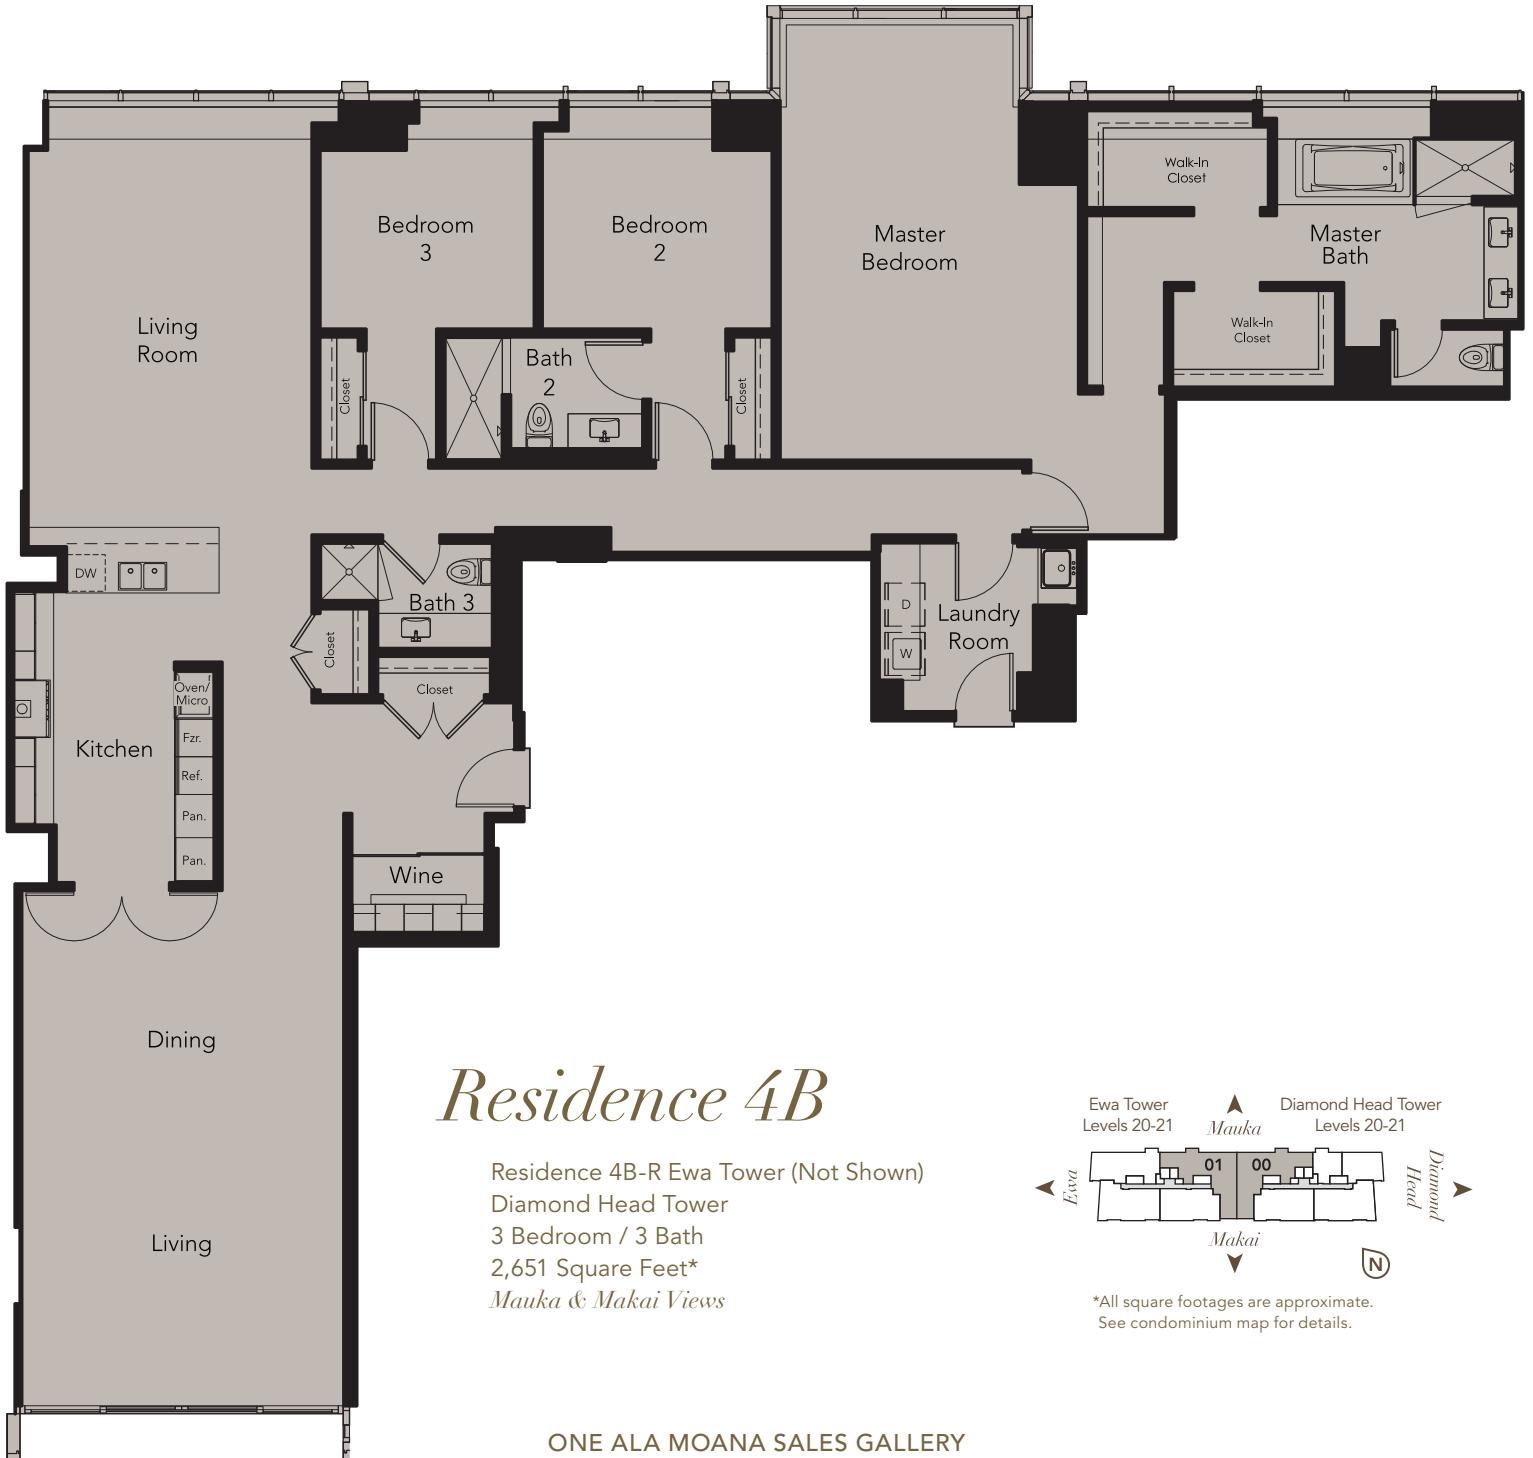 Walk-In
Closet
Bedroom
3
Bedroom
2
Master
Bedroom
Master
Bath
Living
Room
Walk-In
Closet
Bath
2
Closet
Closet
DW
Bath 3
D
Laundry
Room
W
Closet
Closet
Oven/
Micro
Fzr.
Kitchen
Ref.
Pan.
Pan.
Wine
Dining
Living
Residence 4B
Residence 4B-R Ewa Tower (Not Shown)
Diamond Head Tower
3 Bedroom / 3 Bath
2,651 Square Feet*
Mauka & Makai Views
Ewa Tower
Levels 20-21
Mauka
Diamond Head Tower
Levels 20-21
01
00
Ewa
Diamond
Head
Makai
N
*All square footages are approximate.
See condominium map for details.
ONE ALA MOANA SALES GALLERY